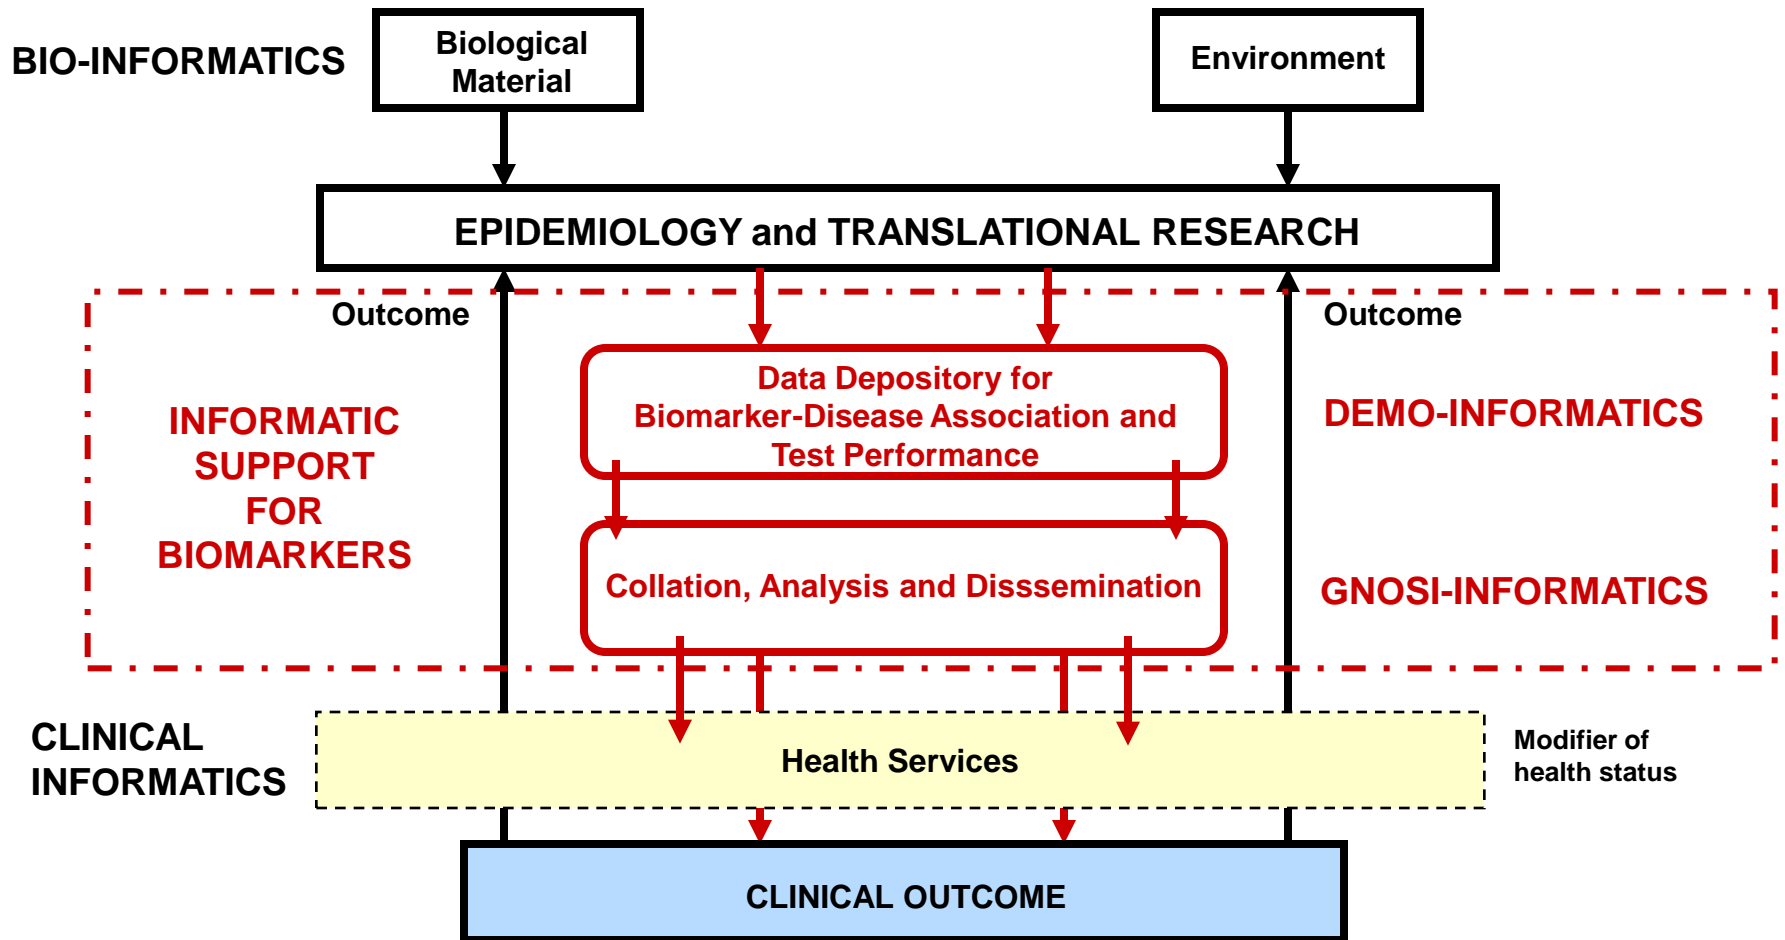 BIO-INFORMATICS
Biological
Material
Environment
EPIDEMIOLOGY and TRANSLATIONAL RESEARCH
Outcome
Outcome
INFORMATIC
SUPPORT
FOR
BIOMARKERS
Data Depository for
Biomarker-Disease Association and
Test Performance
DEMO-INFORMATICS
Collation, Analysis and Disssemination
GNOSI-INFORMATICS
CLINICAL
INFORMATICS
Health Services
Modifier of
health status
CLINICAL OUTCOME